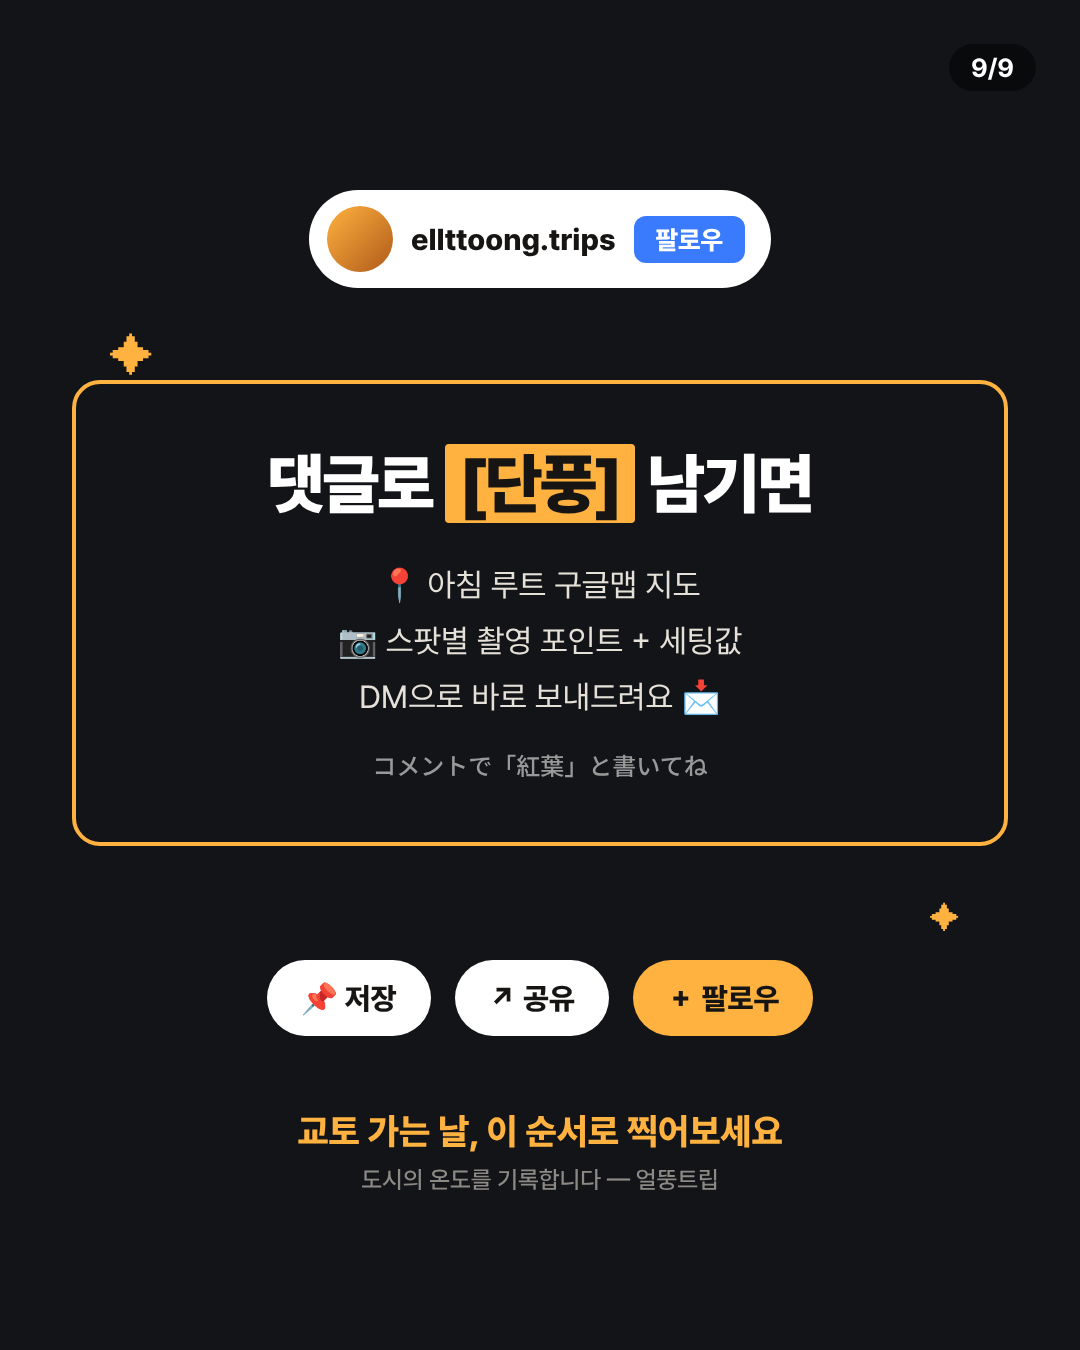 9/9
ellttoong.trips 팔로우
댓글로 [단풍] 남기면
📍 아침 루트 구글맵 지도
📷 스팟별 촬영 포인트 + 세팅값
DM으로 바로 보내드려요 📩
コメントで「紅葉」と書いてね
📌 저장 ↗ 공유 + 팔로우
교토 가는 날, 이 순서로 찍어보세요
도시의 온도를 기록합니다 — 얼뚱트립